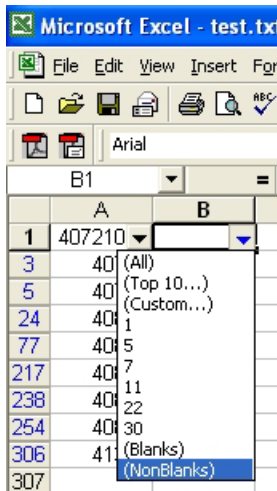 Microsoft Excel - test.tx
File Edit View Insert For
ABC
Arial
B1 =
A B
1 407210
3 40
(All)
5 40
(Top 10...)
(Custom...)
24 40
1
77 40
5
217 40
7
11
238 40
22
254 40
30
306 41
(Blanks)
307
(NonBlanks)